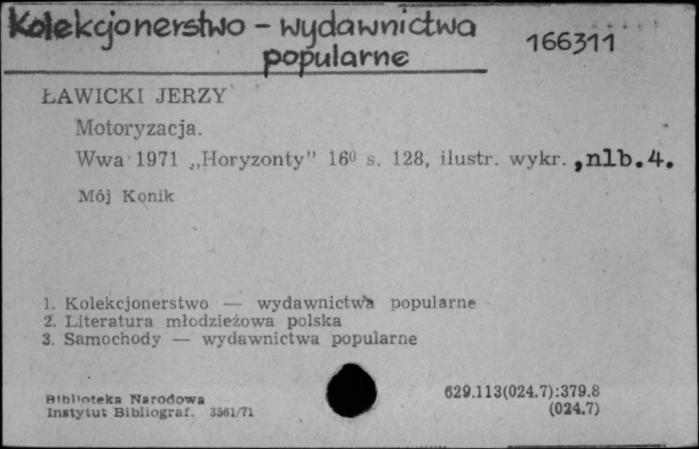 Kolekcjonerstwo - wydawnictwa
popularne
166311
ŁAWICKI JERZY
Motoryzacja.
Wwa 1971 „Horyzonty" 16⁰ s. 128, ilustr. wykr. ,nlb.4.
Mój Konik
1. Kolekcjonerstwo — wydawnictwa popularne
2. Literatura młodzieżowa polska
3. Samochody — wydawnictwa popularne
Biblioteka Narodowa
Instytut Bibliograf. 3561/71
629.113(024.7):379.8
(024.7)